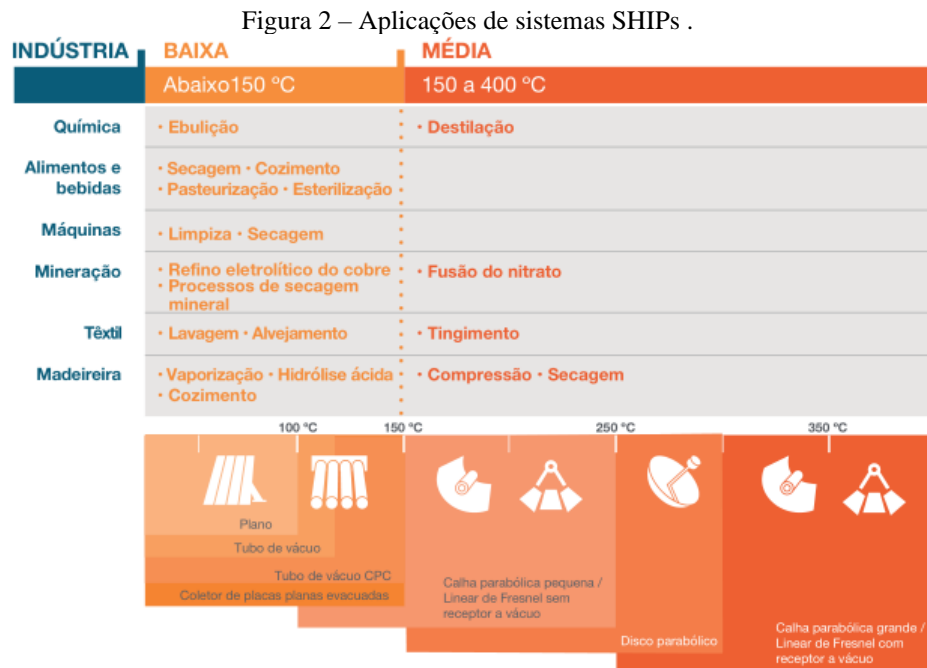 Figura 2 – Aplicações de sistemas SHIPs .
INDÚSTRIA BAIXA MÉDIA
Abaixo150 ºC 150 a 400 ºC
Química • Ebulição • Destilação
Alimentos e bebidas • Secagem • Cozimento
• Pasteurização • Esterilização
Máquinas • Limpiza • Secagem
Mineração • Refino eletrolítico do cobre • Fusão do nitrato
• Processos de secagem
mineral
Têxtil • Lavagem • Alvejamento • Tingimento
Madeireira • Vaporização • Hidrólise ácida • Compressão • Secagem
• Cozimento
100 ºC 150 ºC 250 ºC 350 ºC
Plano
Tubo de vácuo
Tubo de vácuo CPC
Coletor de placas planas evacuadas
Calha parabólica pequena /
Linear de Fresnel sem
receptor a vácuo
Disco parabólico
Calha parabólica grande /
Linear de Fresnel com
receptor a vácuo